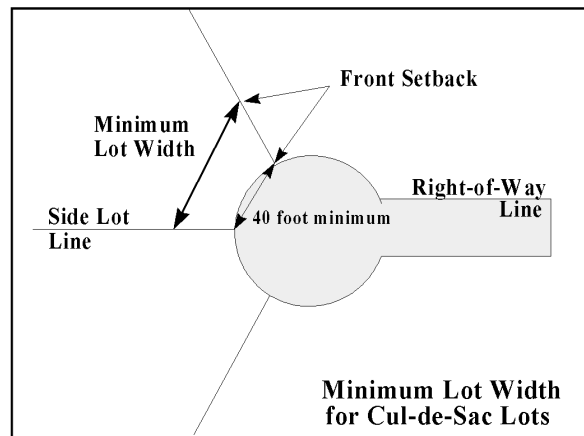 Front Setback
Minimum
Lot Width
Right-of-Way
Line
Side Lot
Line
40 foot minimum
Minimum Lot Width
for Cul-de-Sac Lots